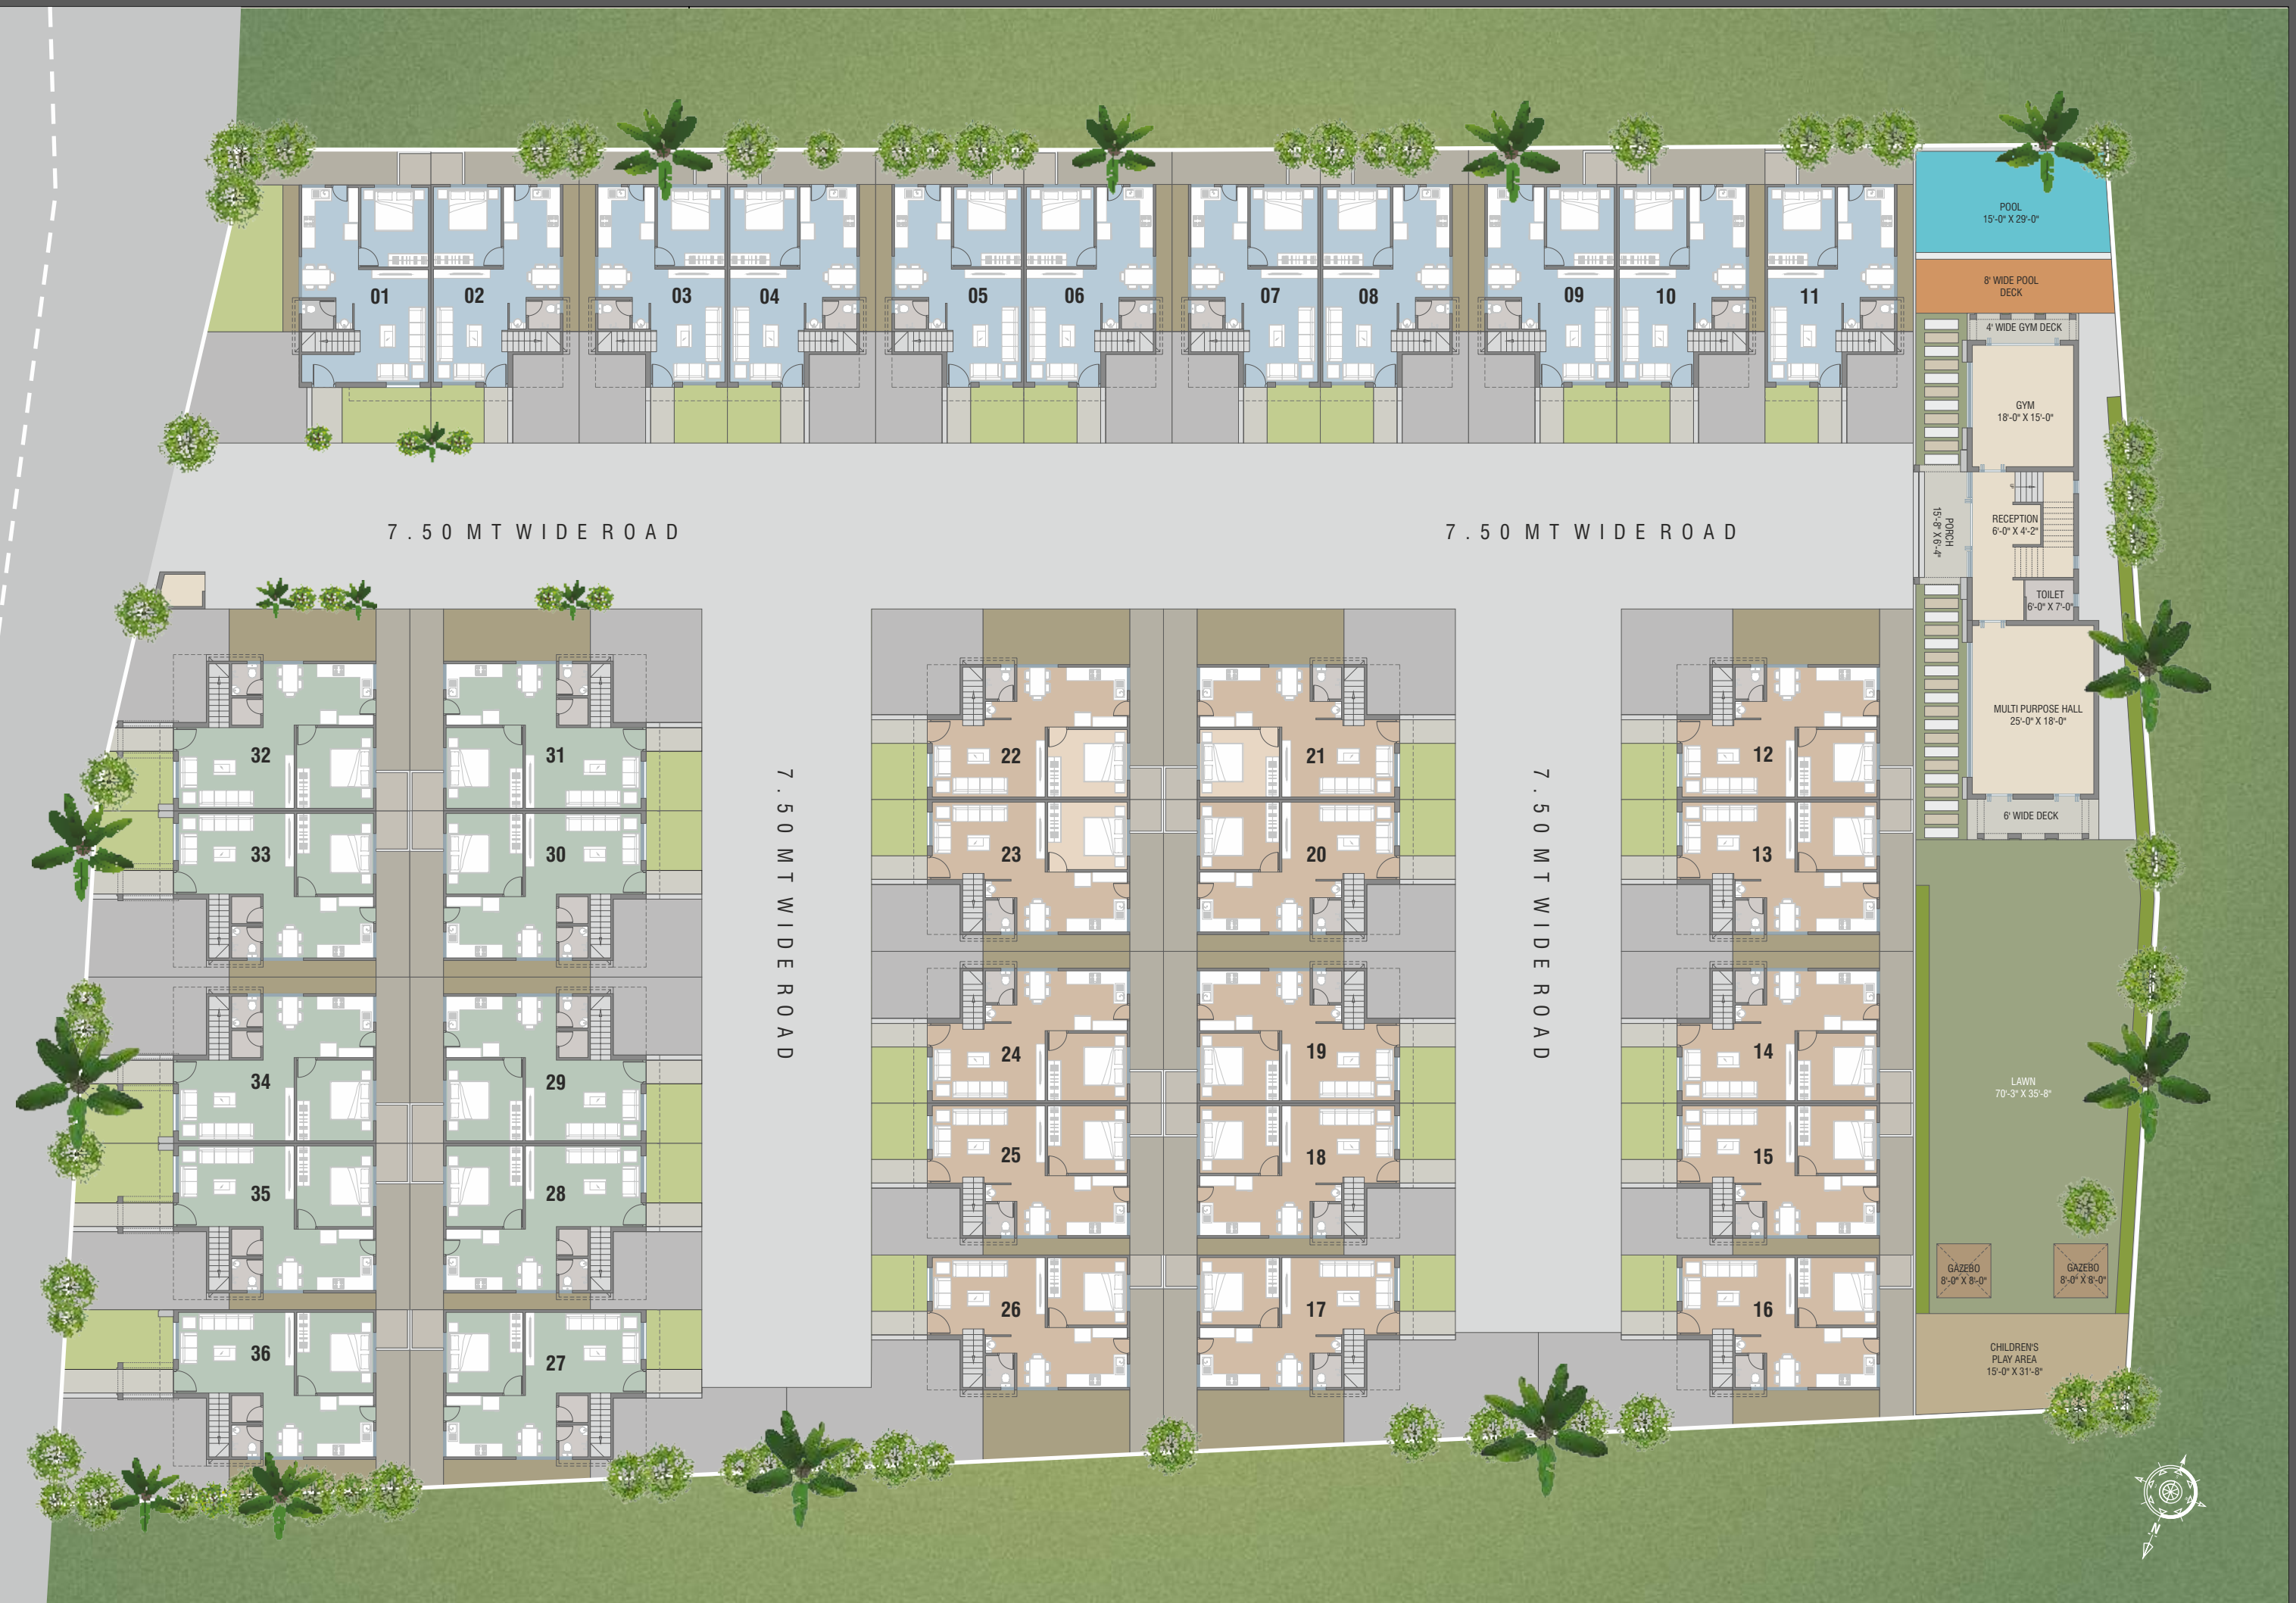 POOL
15'-0" X 29'-0"
8' WIDE POOL
DECK
01
02
03
04
05
06
07
08
09
10
11
4' WIDE GYM DECK
GYM
18'-0" X 15'-0"
7.50 MT WIDE ROAD
7.50 MT WIDE ROAD
PORCH
15'-8" X 6'-4"
RECEPTION
6'-0" X 4'-2"
TOILET
6'-0" X 7'-0"
MULTI PURPOSE HALL
25'-0" X 18'-0"
6' WIDE DECK
32
31
22
21
12
7.50 MT WIDE ROAD
7.50 MT WIDE ROAD
33
30
23
20
13
34
29
24
19
14
LAWN
70'-3" X 35'-8"
35
28
25
18
15
GAZEBO
8'-0" X 8'-0"
GAZEBO
8'-0" X 8'-0"
36
27
26
17
16
CHILDREN'S
PLAY AREA
15'-0" X 31'-8"
N